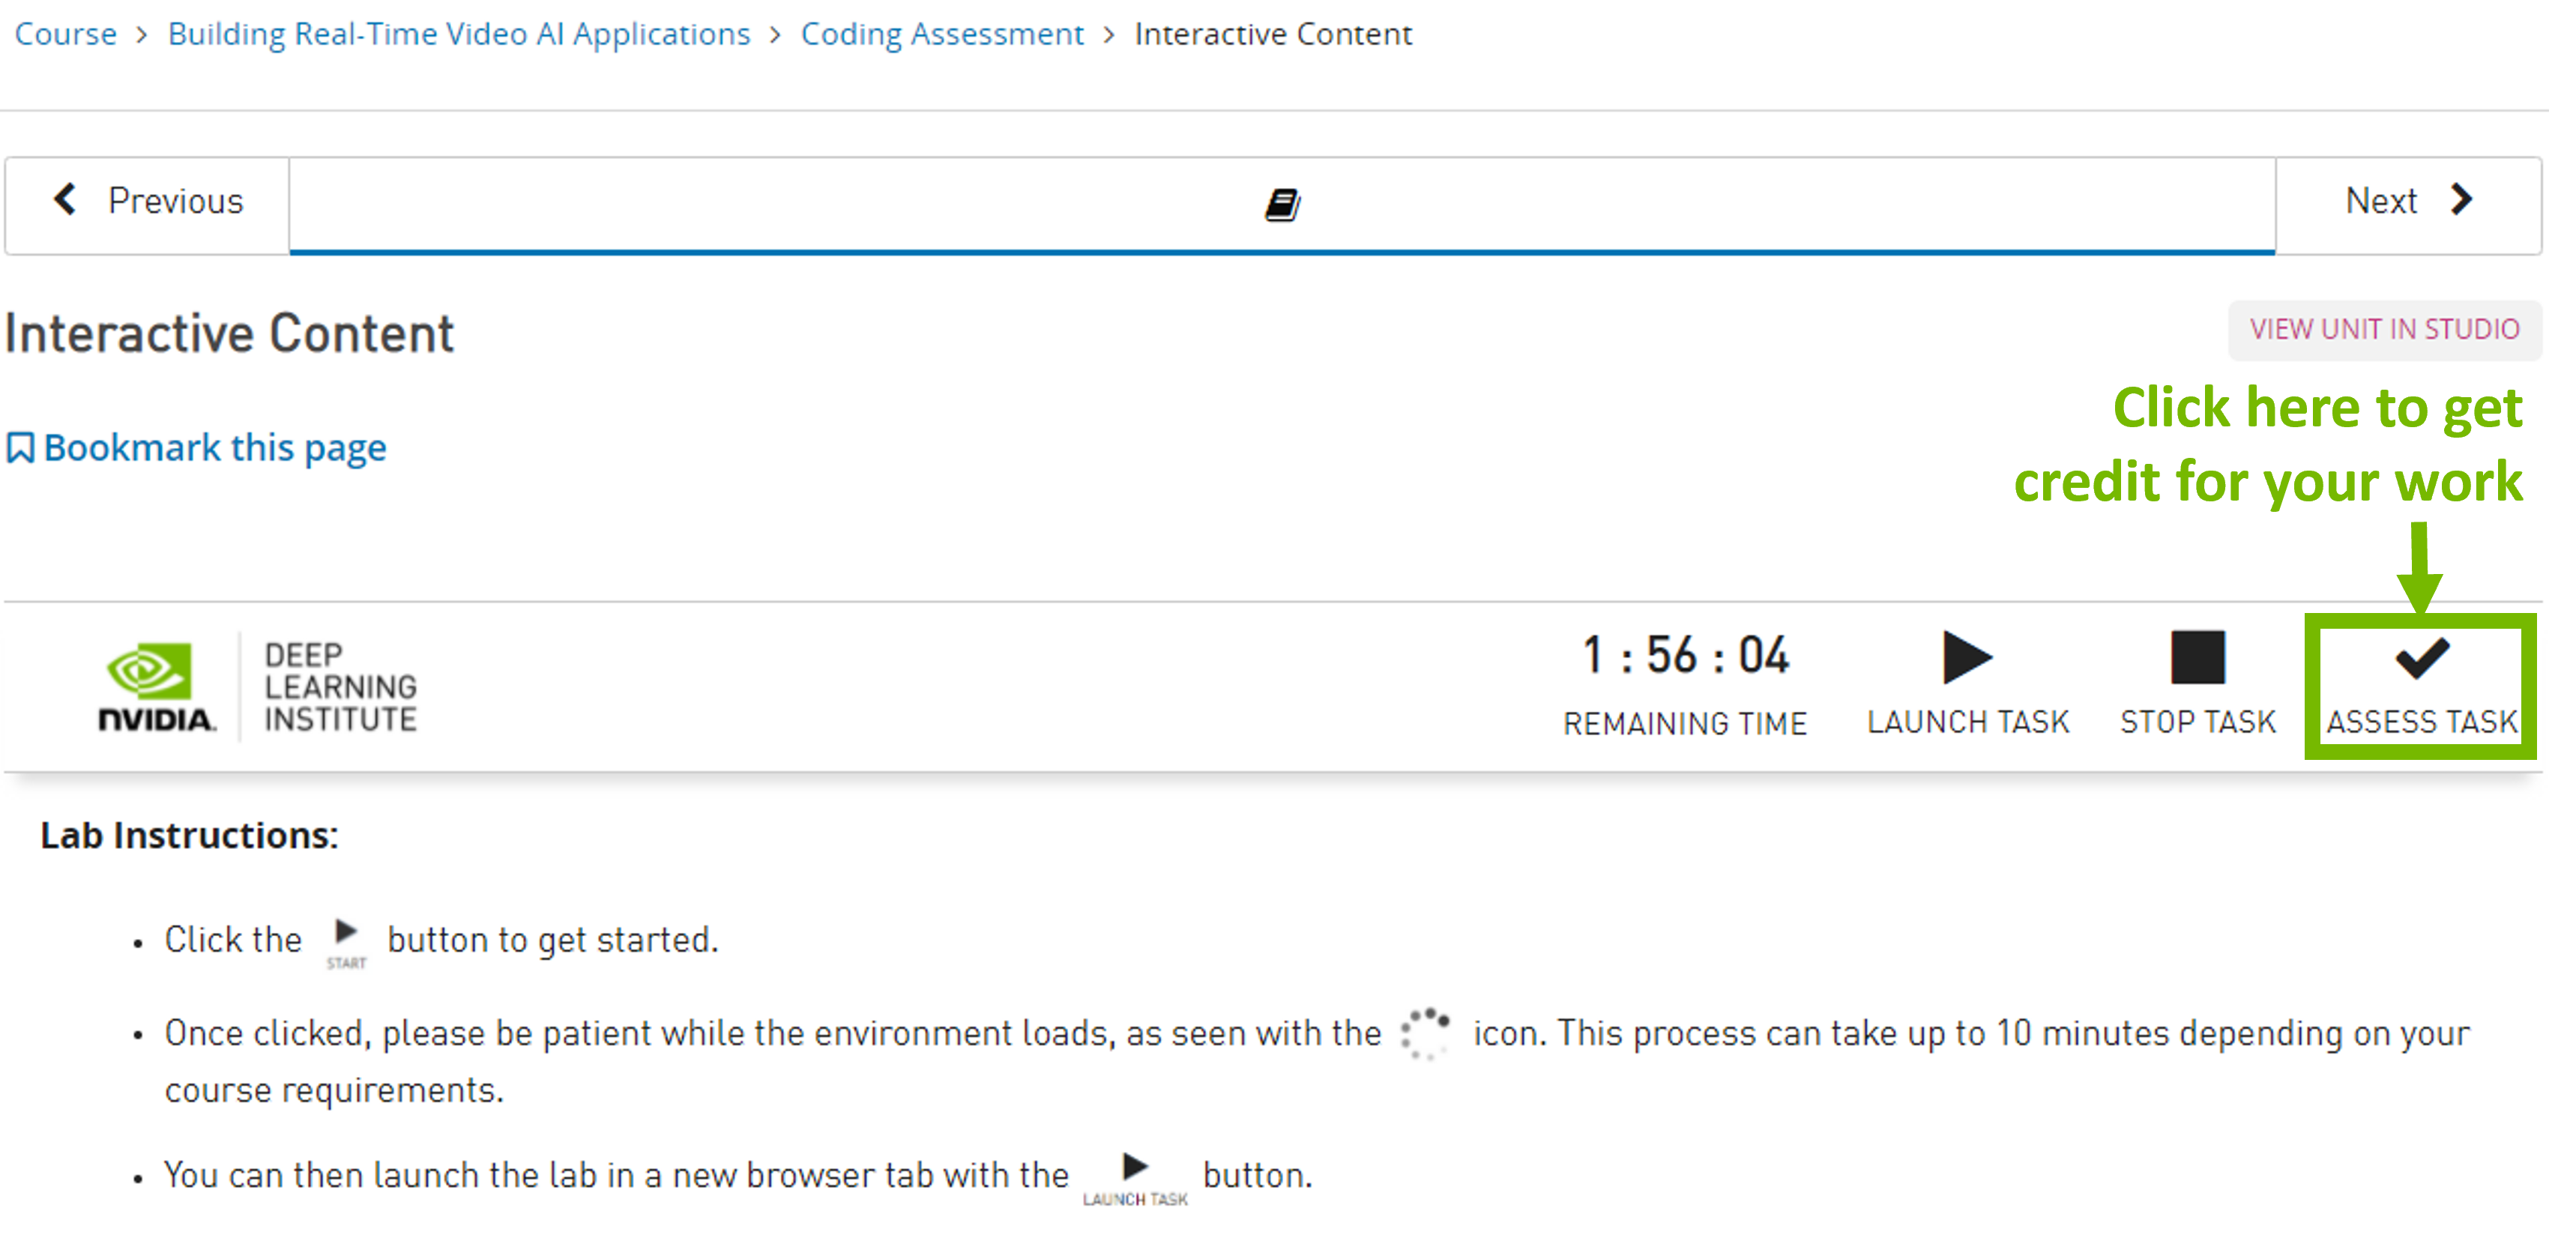 Course > Building Real-Time Video AI Applications > Coding Assessment > Interactive Content
Previous
Next
Interactive Content
VIEW UNIT IN STUDIO
Bookmark this page
Click here to get
credit for your work
NVIDIA.
DEEP
LEARNING
INSTITUTE
1 : 56 : 04
REMAINING TIME
LAUNCH TASK
STOP TASK
ASSESS TASK
Lab Instructions:
• Click the START button to get started.
• Once clicked, please be patient while the environment loads, as seen with the icon. This process can take up to 10 minutes depending on your
course requirements.
• You can then launch the lab in a new browser tab with the LAUNCH TASK button.